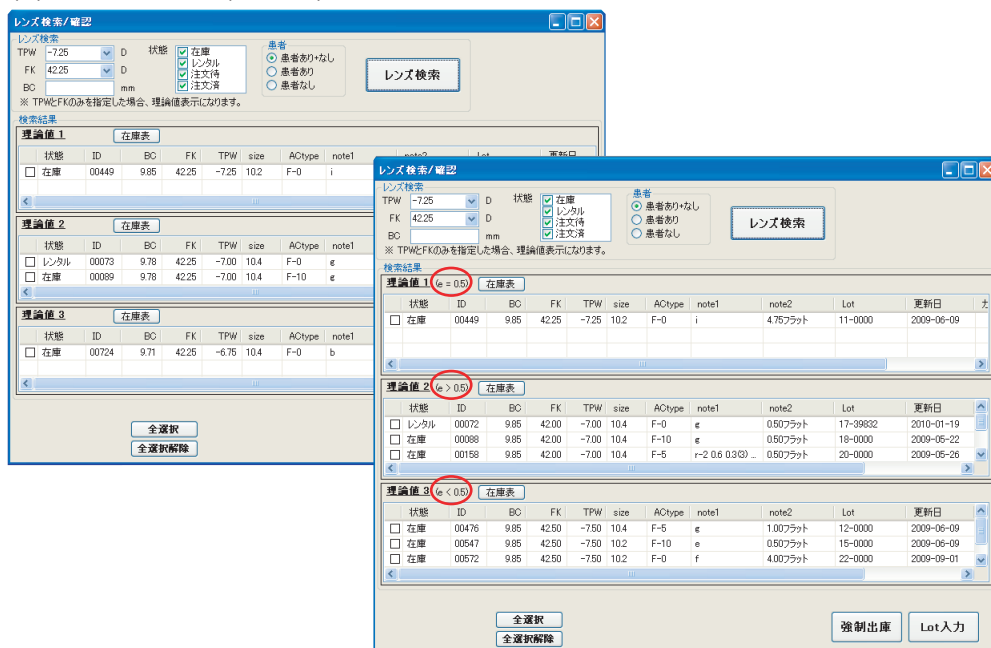 レンズ検索/確認
レンズ検索
TPW -7.25 D 状態 在庫 患者
FK 42.25 D レンタル 患者あり+なし
BC mm 注文待 患者あり レンズ検索
注文済 患者なし
※ TPWとFKのみを指定した場合、理論値表示になります。
検索結果
理論値 1 在庫表
状態 ID BC FK TPW size ACtype note1
在庫 00449 9.85 42.25 -7.25 10.2 F-0 i
理論値 2 在庫表
状態 ID BC FK TPW size ACtype note1
レンタル 00073 9.78 42.25 -7.00 10.4 F-0 g
在庫 00089 9.78 42.25 -7.00 10.4 F-10 g
理論値 3 在庫表
状態 ID BC FK TPW size ACtype note1
在庫 00724 9.71 42.25 -6.75 10.4 F-0 b
全選択
全選択解除
レンズ検索/確認
レンズ検索
TPW -7.25 D 状態 在庫 患者
FK 42.25 D レンタル 患者あり+なし
BC mm 注文待 患者あり レンズ検索
注文済 患者なし
※ TPWとFKのみを指定した場合、理論値表示になります。
検索結果
理論値 1 (e = 0.5) 在庫表
状態 ID BC FK TPW size ACtype note1 note2 Lot 更新日
在庫 00449 9.85 42.25 -7.25 10.2 F-0 i 4.75フラット 11-0000 2009-06-09
理論値 2 (e > 0.5) 在庫表
状態 ID BC FK TPW size ACtype note1 note2 Lot 更新日
レンタル 00072 9.85 42.00 -7.00 10.4 F-0 g 0.50フラット 17-39832 2010-01-19
在庫 00088 9.85 42.00 -7.00 10.4 F-10 g 0.50フラット 18-0000 2009-05-22
在庫 00158 9.85 42.00 -7.00 10.4 F-5 r-2 0.6 0.3(3) ... 0.50フラット 20-0000 2009-05-26
理論値 3 (e < 0.5) 在庫表
状態 ID BC FK TPW size ACtype note1 note2 Lot 更新日
在庫 00476 9.85 42.50 -7.50 10.4 F-5 g 1.00フラット 12-0000 2009-06-09
在庫 00547 9.85 42.50 -7.50 10.2 F-10 e 0.50フラット 15-0000 2009-06-09
在庫 00572 9.85 42.50 -7.50 10.2 F-0 f 4.00フラット 22-0000 2009-09-01
全選択
全選択解除
強制出庫 Lot入力